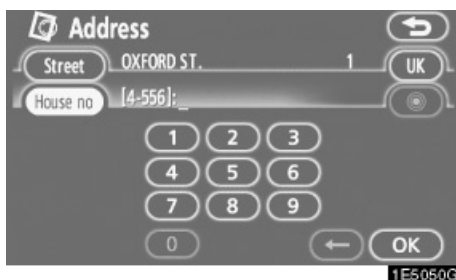 Address
Street OXFORD ST. 1 UK
House no [4-556]:_
1 2 3
4 5 6
7 8 9
0 ← OK
1E5050G